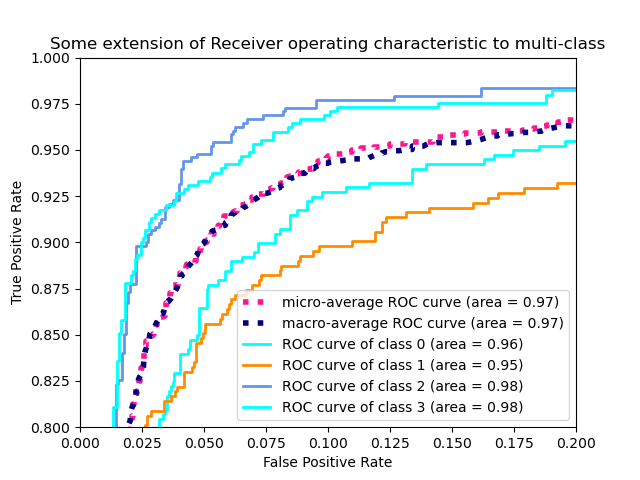 Some extension of Receiver operating characteristic to multi-class
1.000
0.975
0.950
0.925
0.900
0.875
0.850
0.825
0.800
True Positive Rate
micro-average ROC curve (area = 0.97)
macro-average ROC curve (area = 0.97)
ROC curve of class 0 (area = 0.96)
ROC curve of class 1 (area = 0.95)
ROC curve of class 2 (area = 0.98)
ROC curve of class 3 (area = 0.98)
0.000 0.025 0.050 0.075 0.100 0.125 0.150 0.175 0.200
False Positive Rate